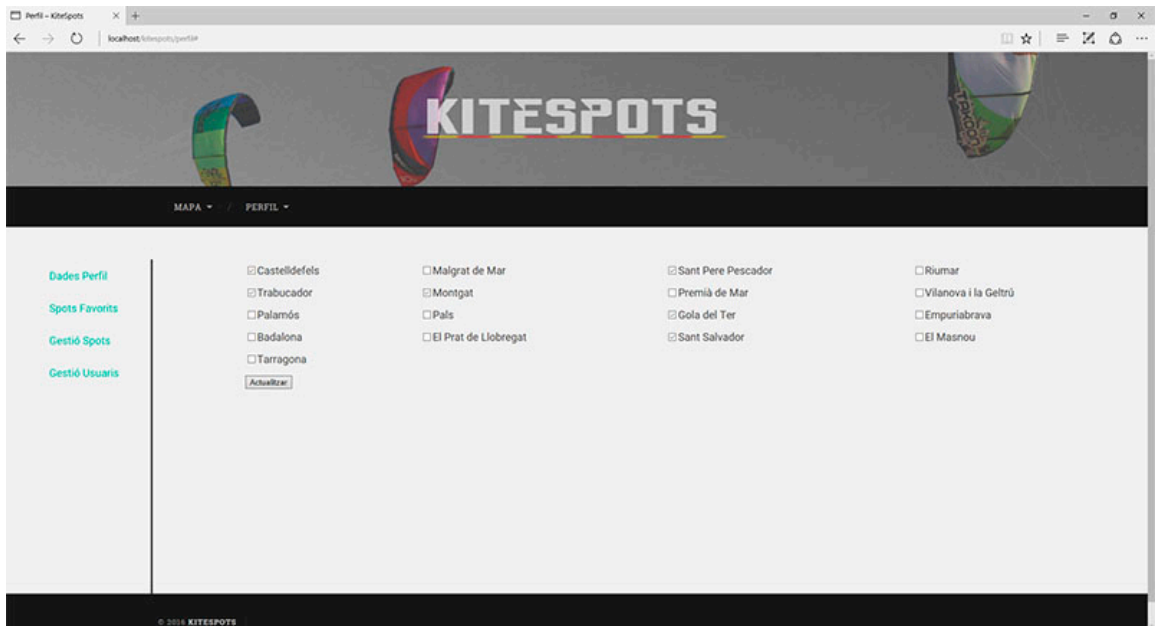 Perfil – KiteSpots
localhost/kitespots/perfil#
KITESPOTS
TAKOON
MAPA / PERFIL
Dades Perfil
Spots Favorits
Gestió Spots
Gestió Usuaris
Castelldefels Malgrat de Mar Sant Pere Pescador Riumar
Trabucador Montgat Premià de Mar Vilanova i la Geltrú
Palamós Pals Gola del Ter Empuriabrava
Badalona El Prat de Llobregat Sant Salvador El Masnou
Tarragona
Actualitzar
© 2016 KITESPOTS